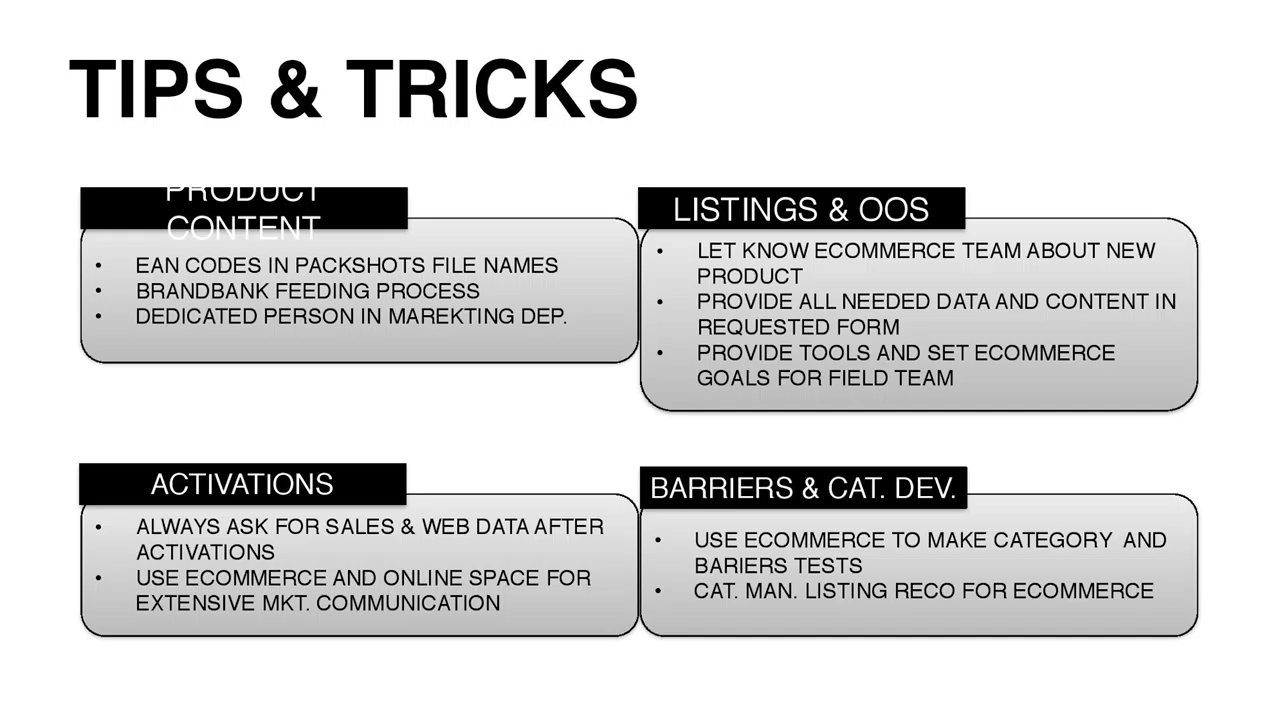 TIPS & TRICKS
PRODUCT
CONTENT
• EAN CODES IN PACKSHOTS FILE NAMES
• BRANDBANK FEEDING PROCESS
• DEDICATED PERSON IN MAREKTING DEP.
LISTINGS & OOS
• LET KNOW ECOMMERCE TEAM ABOUT NEW
PRODUCT
• PROVIDE ALL NEEDED DATA AND CONTENT IN
REQUESTED FORM
• PROVIDE TOOLS AND SET ECOMMERCE
GOALS FOR FIELD TEAM
ACTIVATIONS
• ALWAYS ASK FOR SALES & WEB DATA AFTER
ACTIVATIONS
• USE ECOMMERCE AND ONLINE SPACE FOR
EXTENSIVE MKT. COMMUNICATION
BARRIERS & CAT. DEV.
• USE ECOMMERCE TO MAKE CATEGORY AND
BARIERS TESTS
• CAT. MAN. LISTING RECO FOR ECOMMERCE